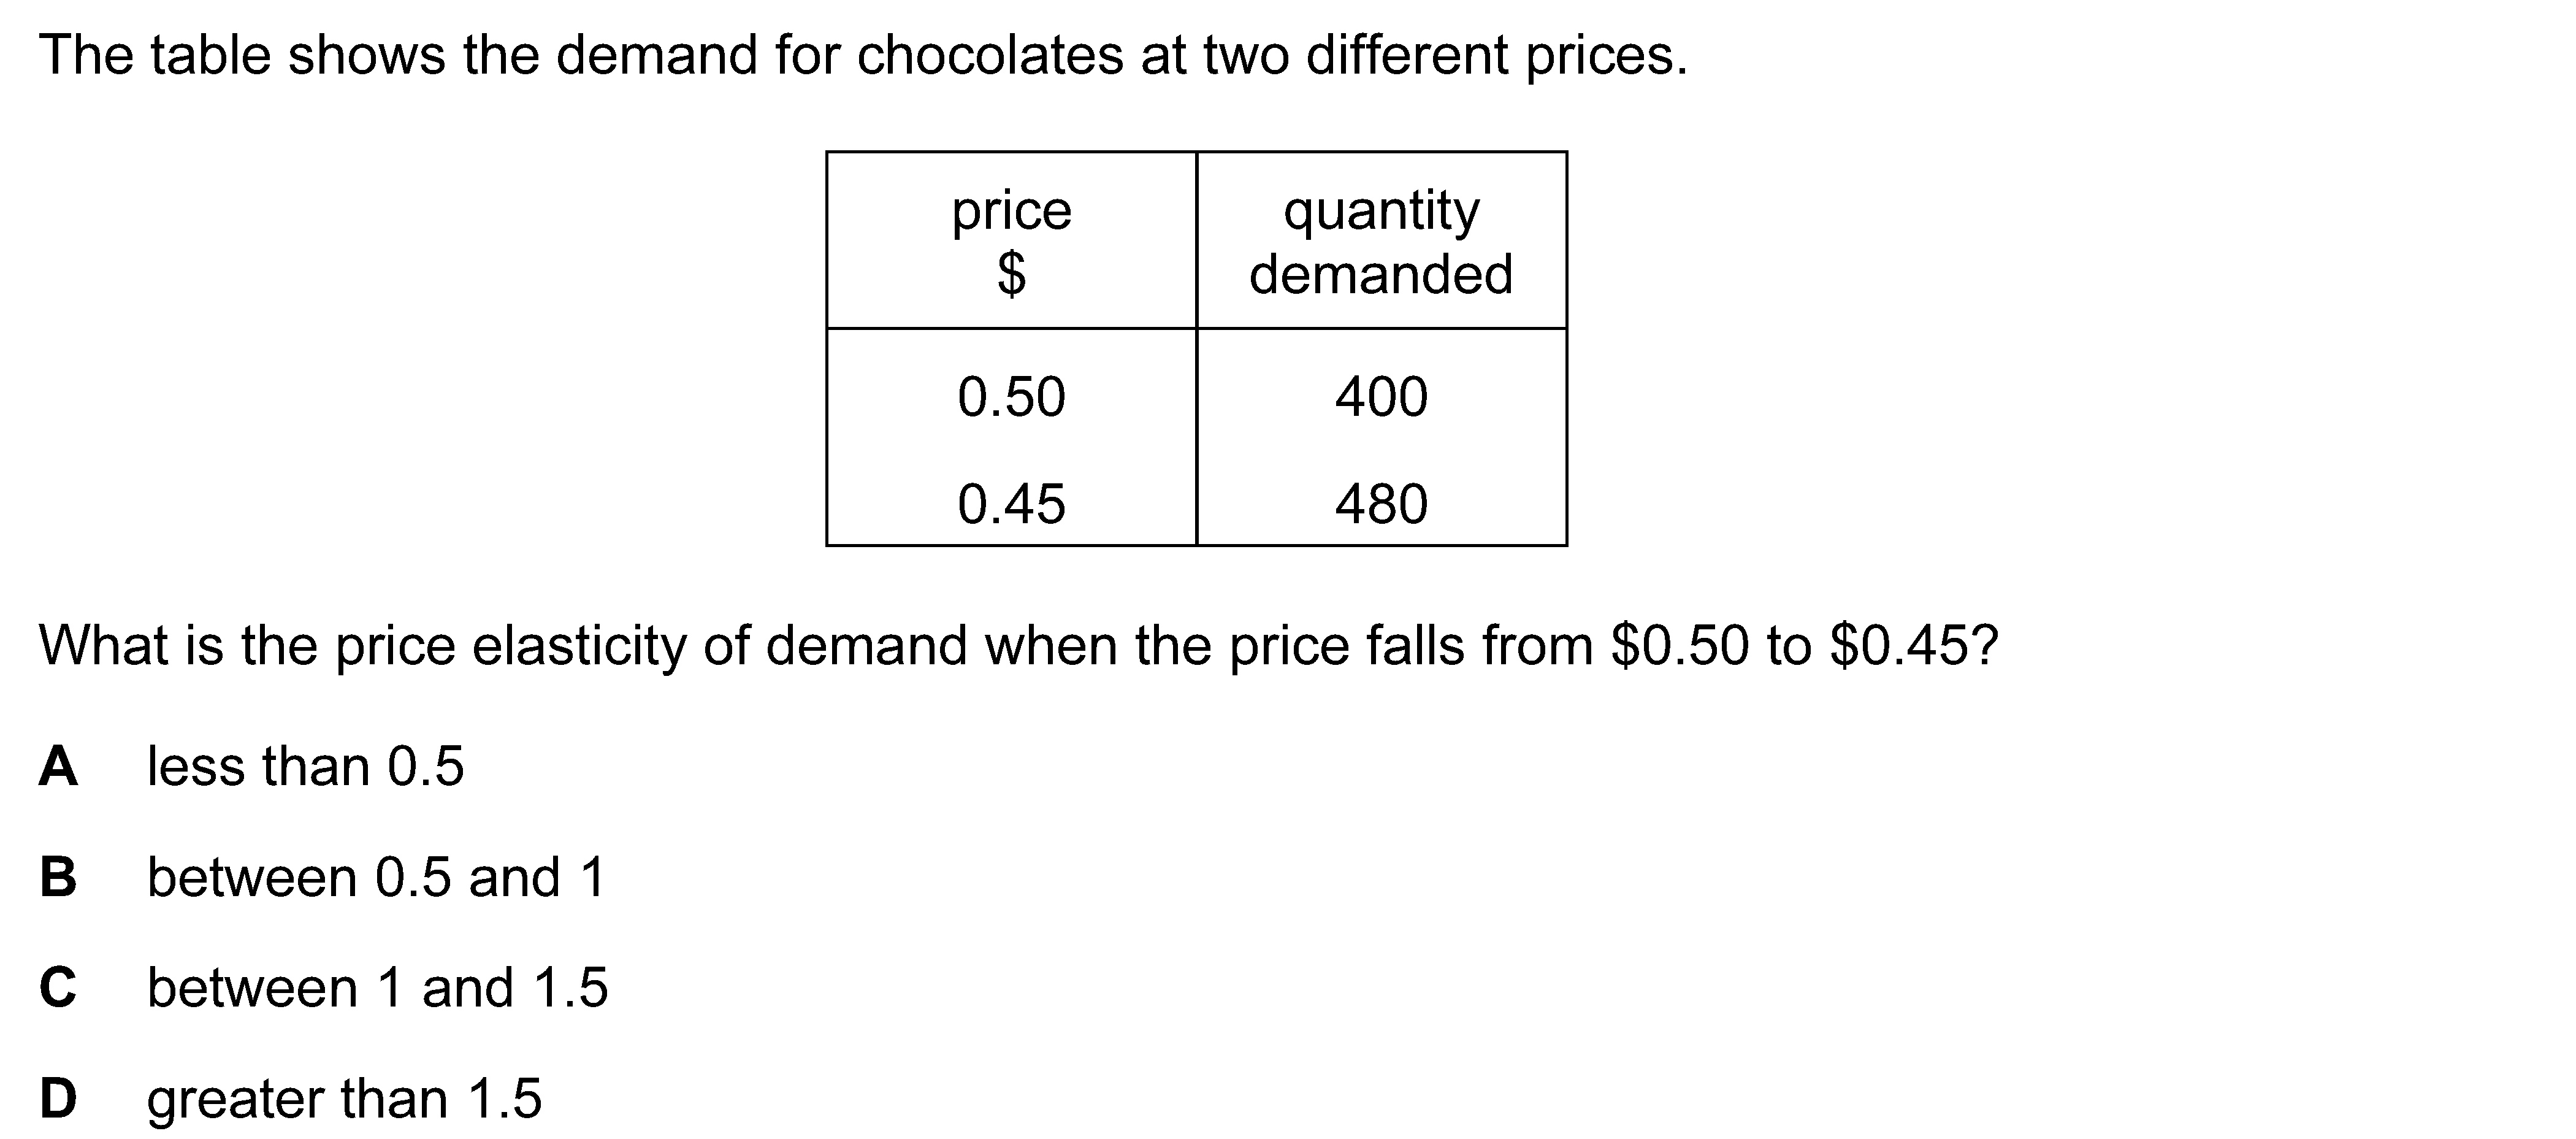 The table shows the demand for chocolates at two different prices.
price quantity
$ demanded
0.50 400
0.45 480
What is the price elasticity of demand when the price falls from $0.50 to $0.45?
A less than 0.5
B between 0.5 and 1
C between 1 and 1.5
D greater than 1.5